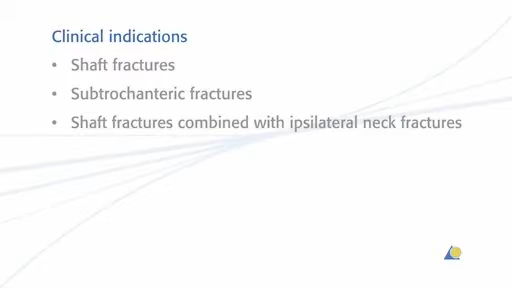 Clinical indications
• Shaft fractures
• Subtrochanteric fractures
• Shaft fractures combined with ipsilateral neck fractures